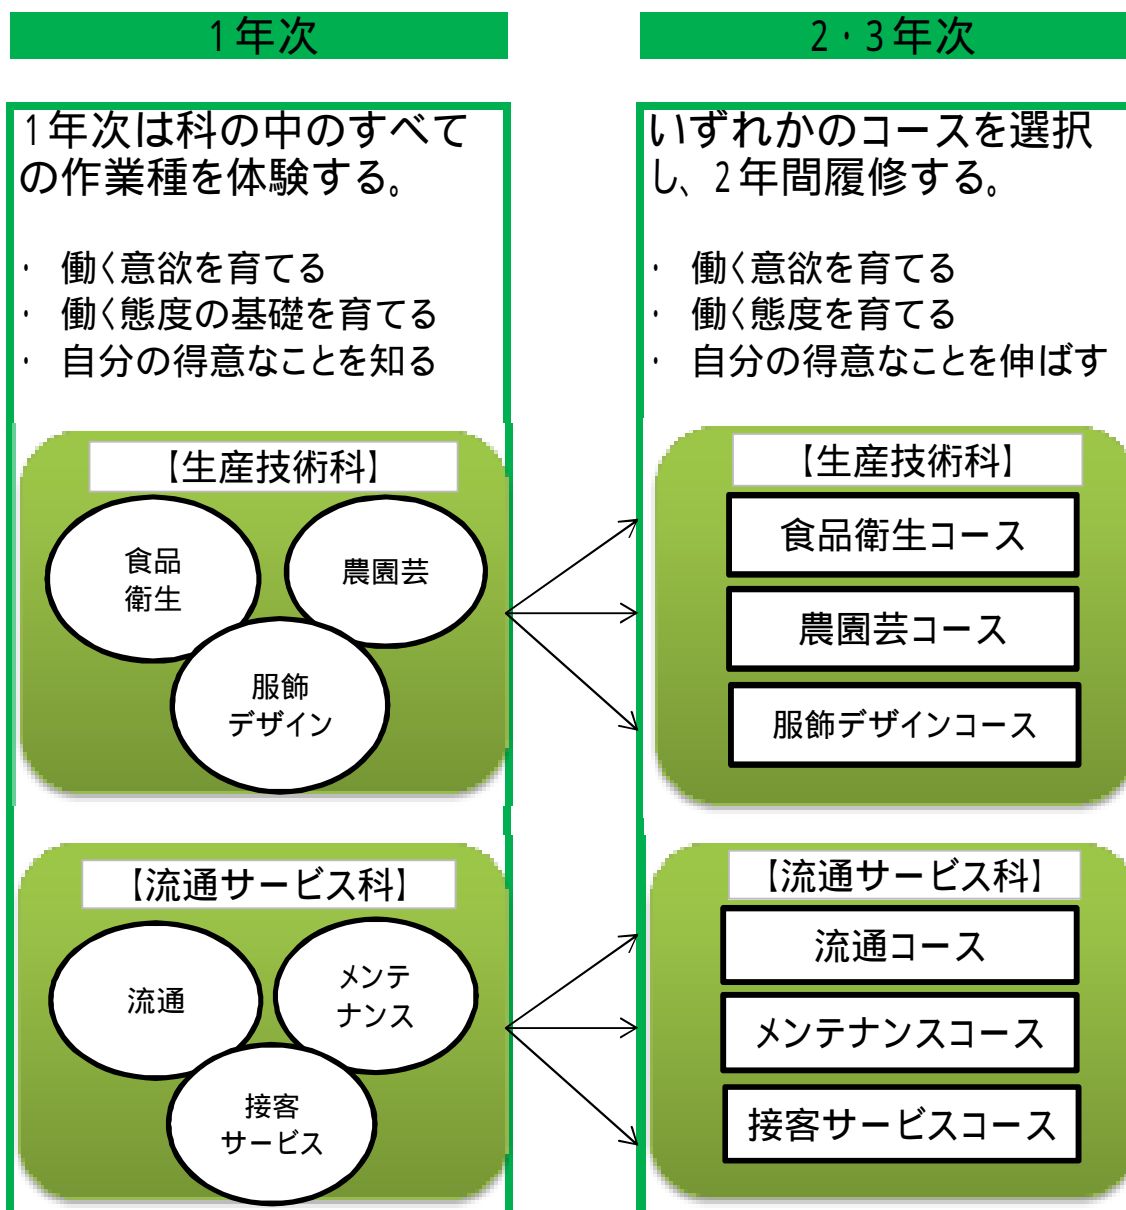 1年次
1年次は科の中のすべて
の作業種を体験する。
・ 働く意欲を育てる
・ 働く態度の基礎を育てる
・ 自分の得意なことを知る
【生産技術科】
食品
衛生
農園芸
服飾
デザイン
【流通サービス科】
流通
メンテ
ナンス
接客
サービス
2・3年次
いずれかのコースを選択
し、2年間履修する。
・ 働く意欲を育てる
・ 働く態度を育てる
・ 自分の得意なことを伸ばす
【生産技術科】
食品衛生コース
農園芸コース
服飾デザインコース
【流通サービス科】
流通コース
メンテナンスコース
接客サービスコース